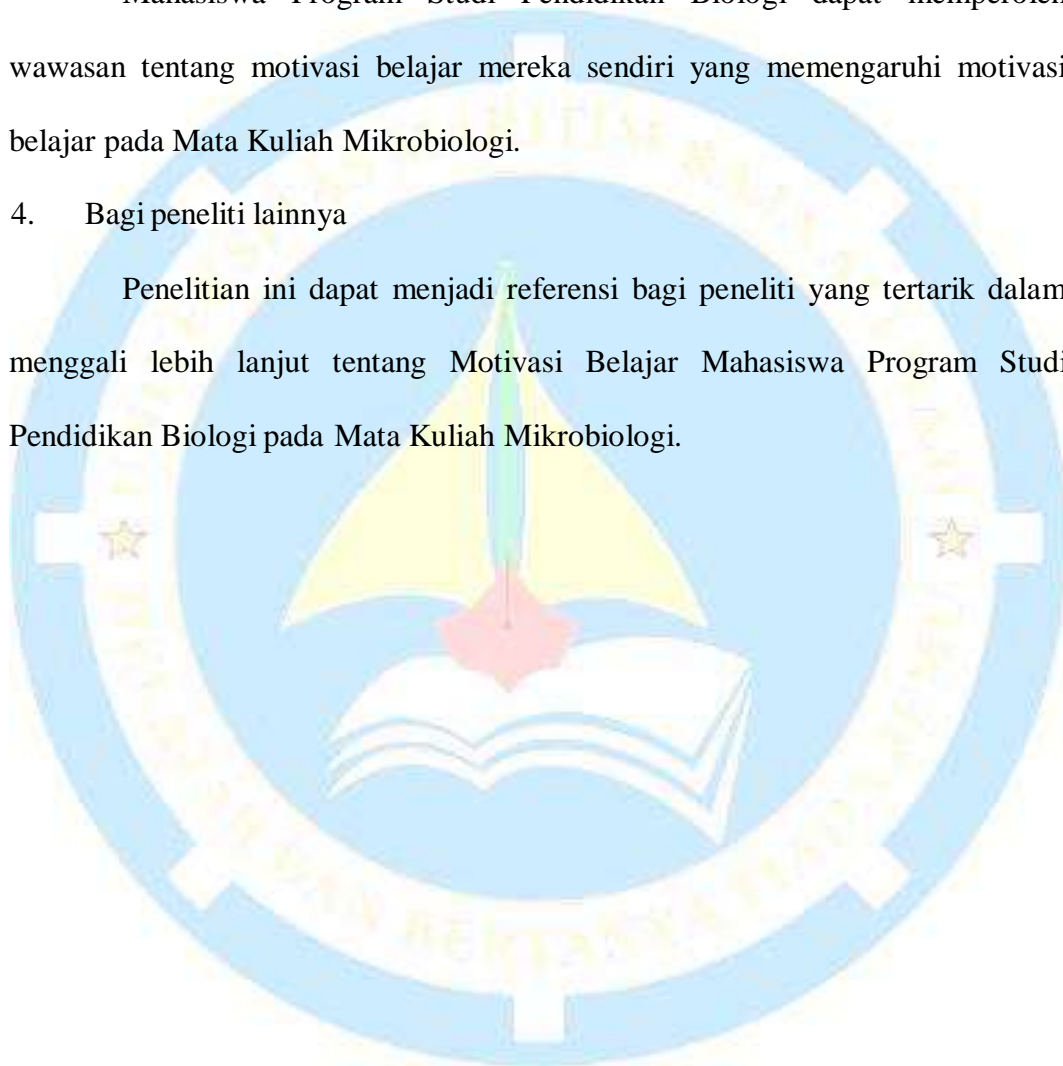 Mahasiswa Program Studi Pendidikan Biologi dapat memperoleh
wawasan tentang motivasi belajar mereka sendiri yang memengaruhi motivasi
belajar pada Mata Kuliah Mikrobiologi.
4. Bagi peneliti lainnya
Penelitian ini dapat menjadi referensi bagi peneliti yang tertarik dalam
menggali lebih lanjut tentang Motivasi Belajar Mahasiswa Program Studi
Pendidikan Biologi pada Mata Kuliah Mikrobiologi.